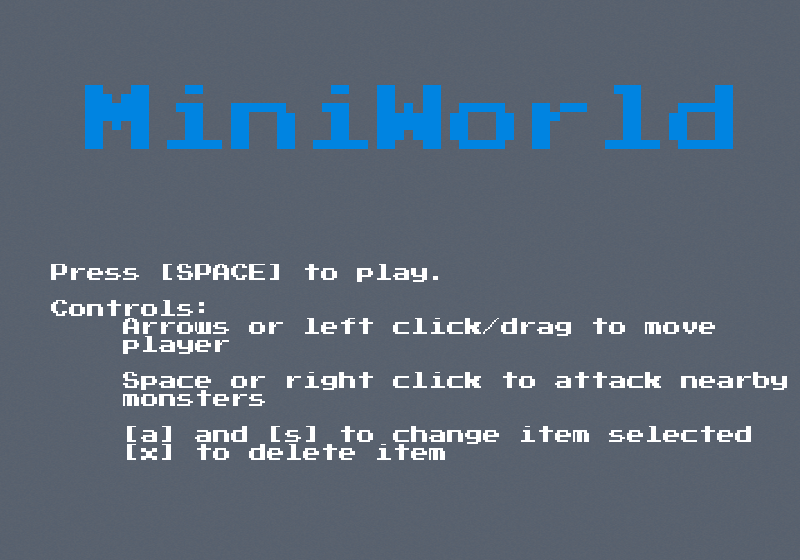 MiniWorld
Press [SPACE] to play.
Controls:
Arrows or left click/drag to move
player
Space or right click to attack nearby
monsters
[a] and [s] to change item selected
[x] to delete item